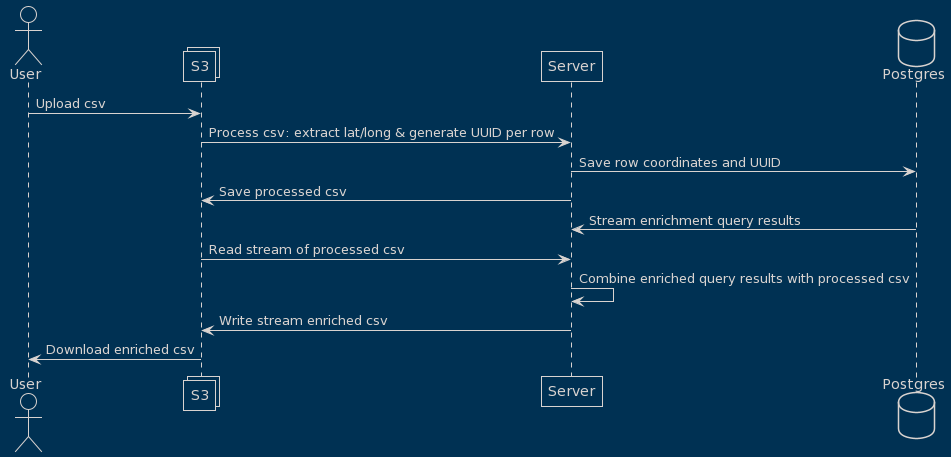 User
S3
Server
Postgres
Upload csv
Process csv: extract lat/long & generate UUID per row
Save row coordinates and UUID
Save processed csv
Stream enrichment query results
Read stream of processed csv
Combine enriched query results with processed csv
Write stream enriched csv
Download enriched csv
User
S3
Server
Postgres